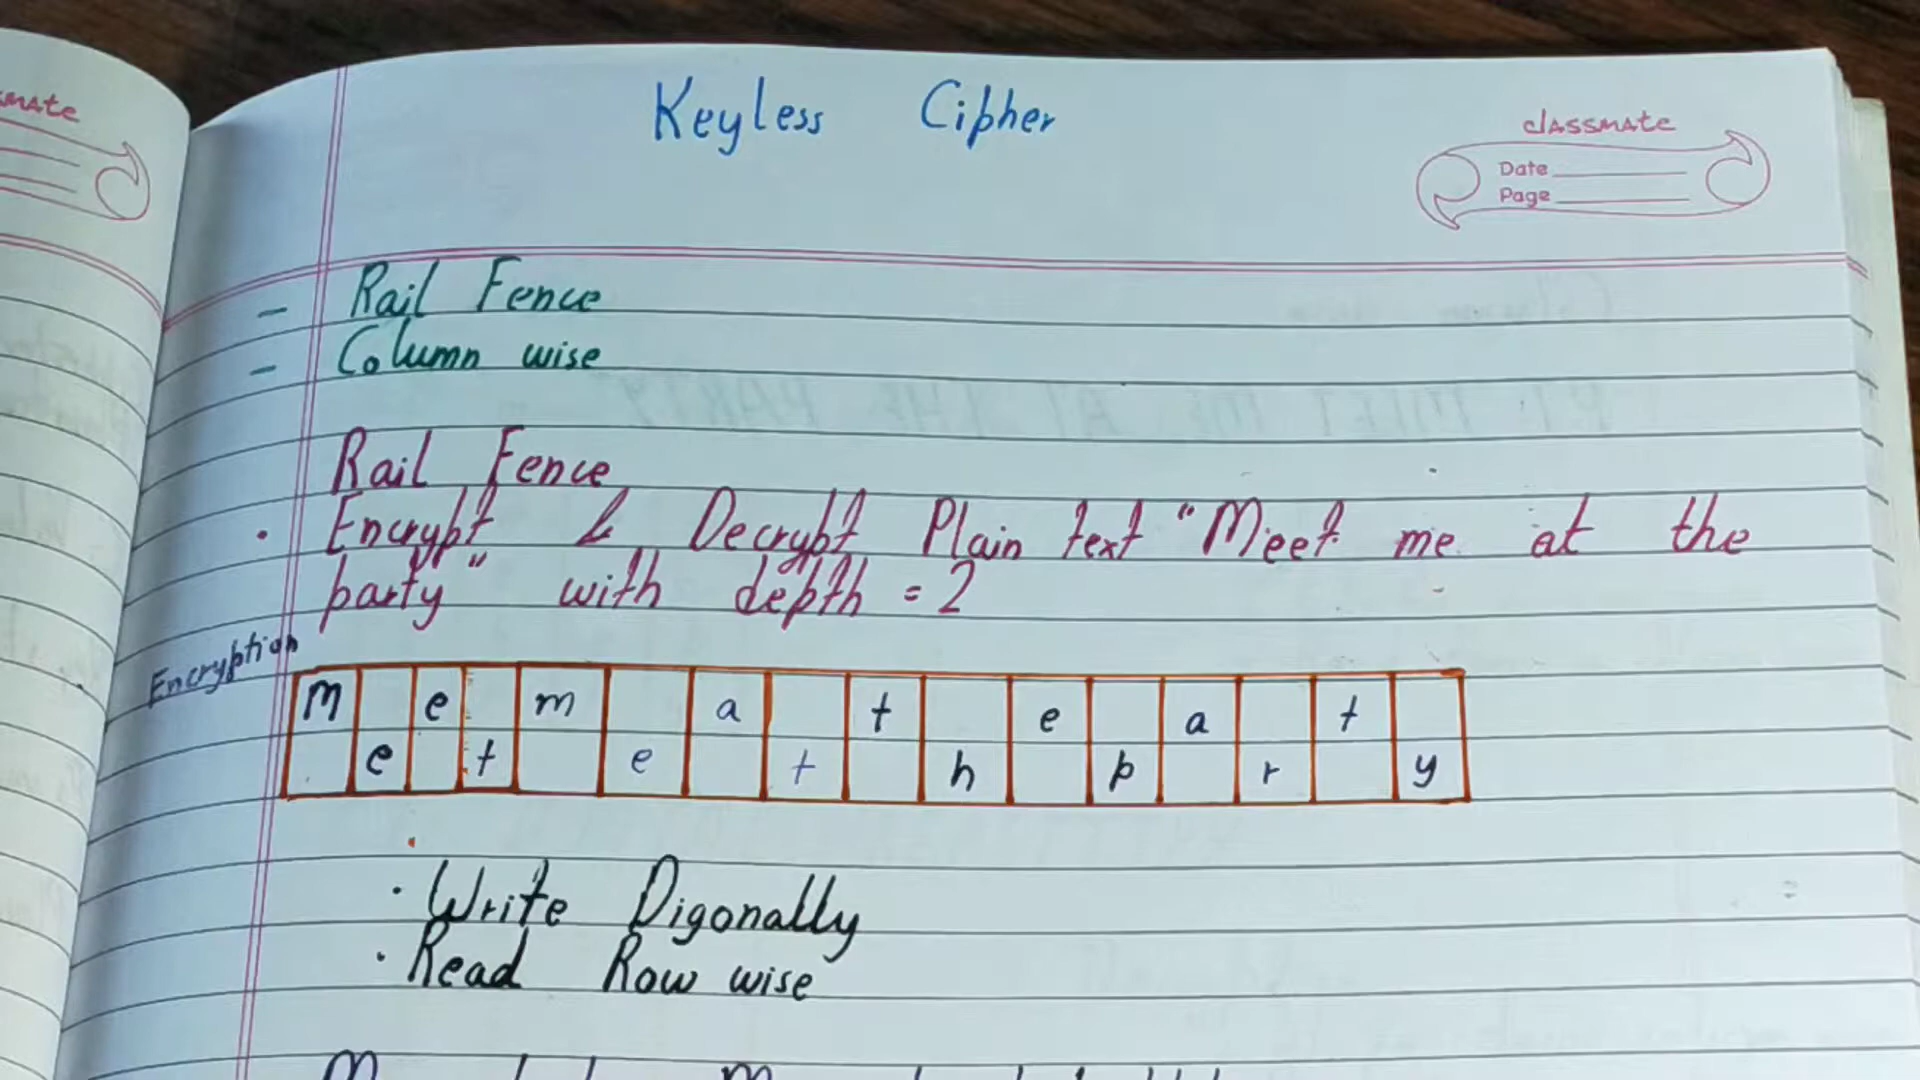 smate
Keyless Cipher
classmate
Date
Page
- Rail Fence
- Column wise
Rail Fence
· Encrypt & Decrypt Plain text "Meet me at the
party" with depth = 2
Encryption
M e m a t e a t
e t e t h p r y
· Write Digonally
· Read Row wise